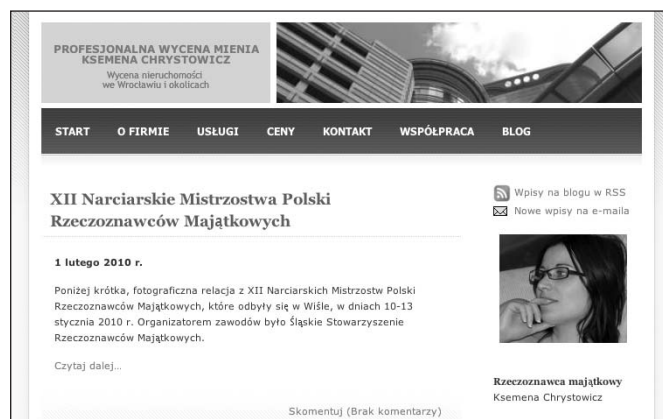 PROFESJONALNA WYCENA MIENIA
KSEMENA CHRYSTOWICZ
Wycena nieruchomości
we Wrocławiu i okolicach
START O FIRMIE USŁUGI CENY KONTAKT WSPÓŁPRACA BLOG
XII Narciarskie Mistrzostwa Polski
Rzeczoznawców Majątkowych
1 lutego 2010 r.
Poniżej krótka, fotograficzna relacja z XII Narciarskich Mistrzostw Polski
Rzeczoznawców Majątkowych, które odbyły się w Wiśle, w dniach 10-13
stycznia 2010 r. Organizatorem zawodów było Śląskie Stowarzyszenie
Rzeczoznawców Majątkowych.
Czytaj dalej...
Skomentuj (Brak komentarzy)
Wpisy na blogu w RSS
Nowe wpisy na e-maila
Rzeczoznawca majątkowy
Ksemena Chrystowicz